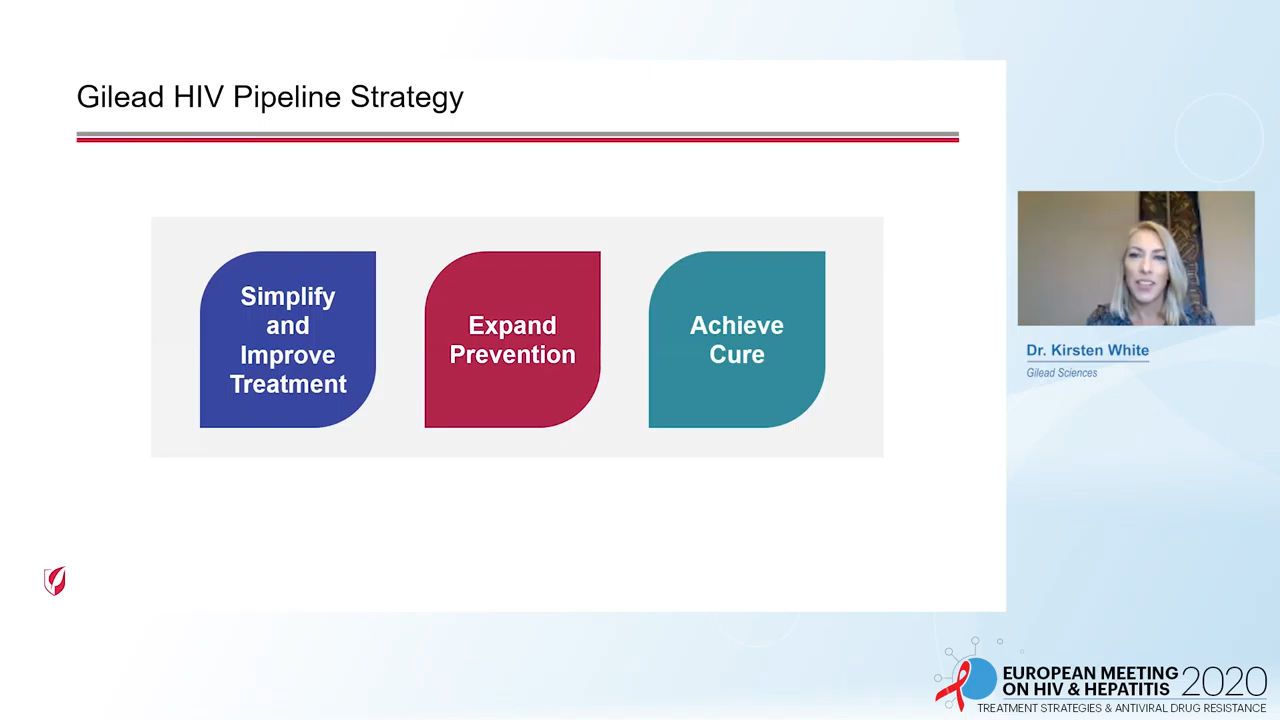 Gilead HIV Pipeline Strategy
Simplify
and
Improve
Treatment
Expand
Prevention
Achieve
Cure
Dr. Kirsten White
Gilead Sciences
EUROPEAN MEETING
ON HIV & HEPATITIS
2020
TREATMENT STRATEGIES & ANTIVIRAL DRUG RESISTANCE